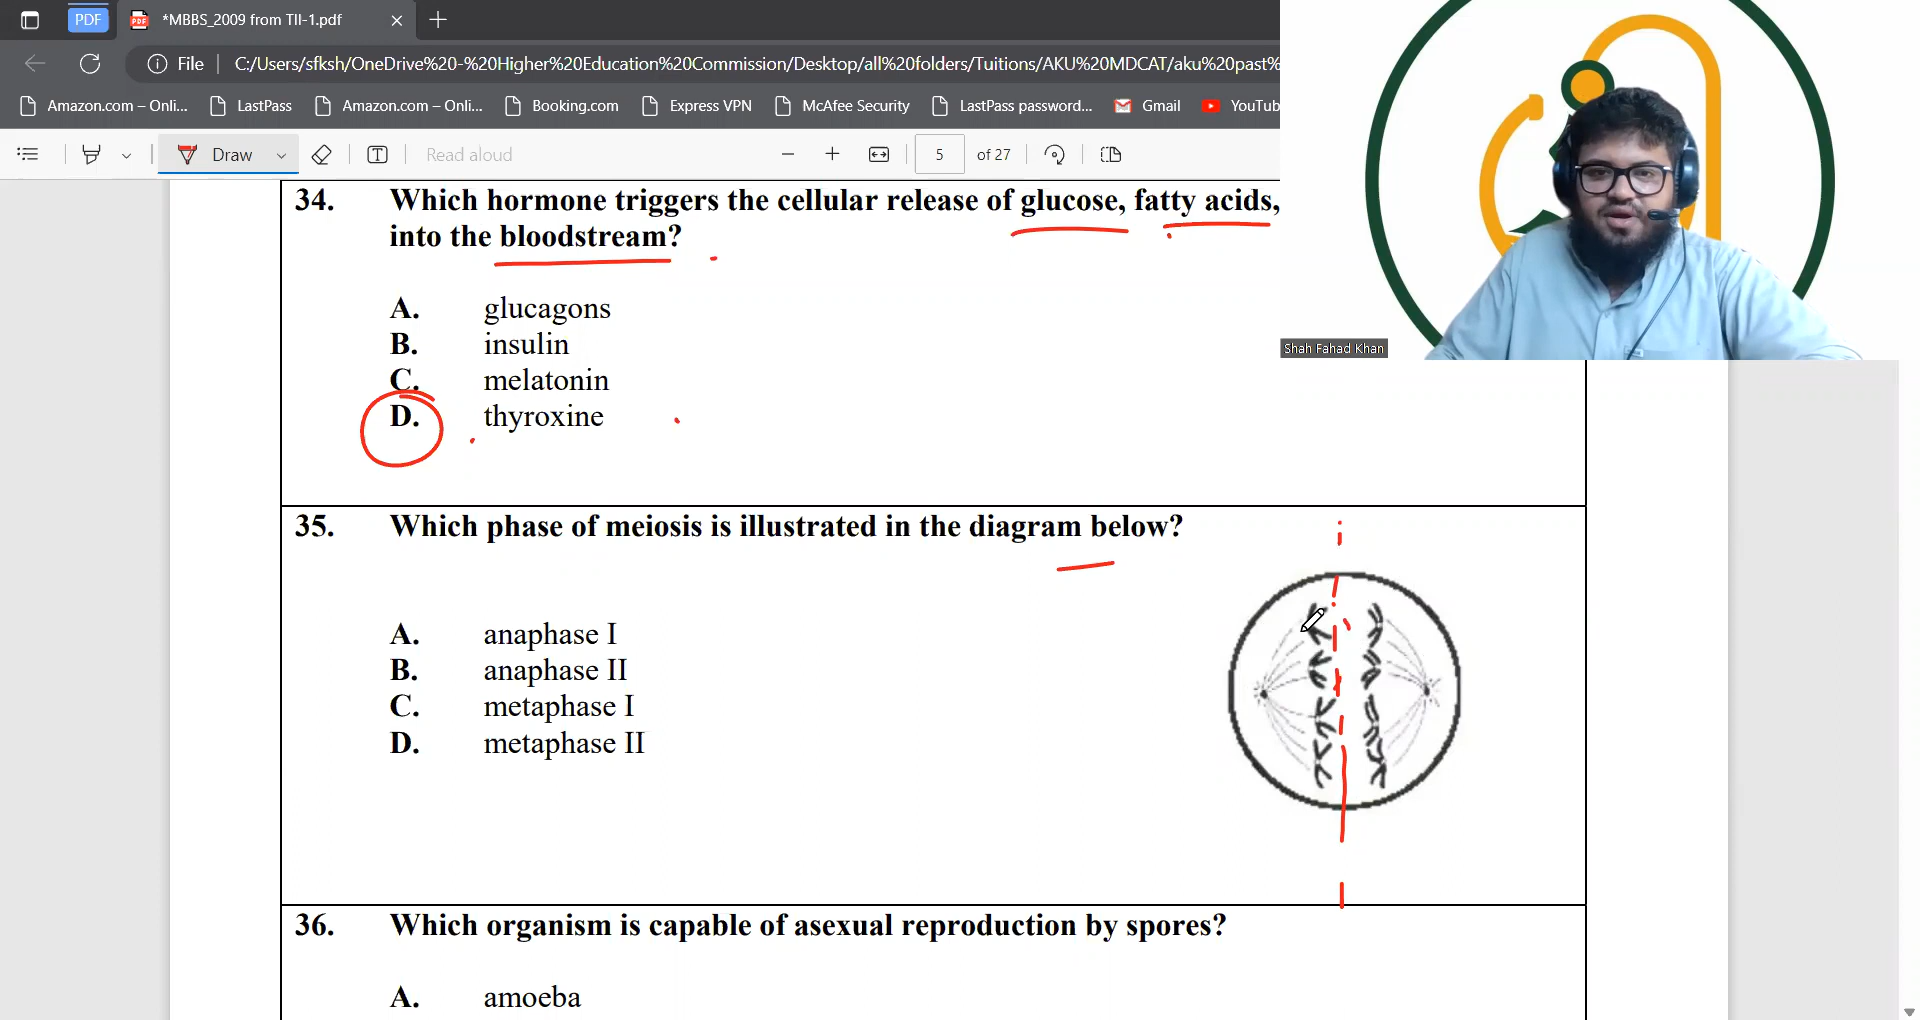 PDF *MBBS_2009 from TII-1.pdf
File C:/Users/sfksh/OneDrive%20-%20Higher%20Education%20Commission/Desktop/all%20folders/Tuitions/AKU%20MDCAT/aku%20past%
Amazon.com – Onli... LastPass Amazon.com – Onli... Booking.com Express VPN McAfee Security LastPass password... Gmail YouTub
Draw Read aloud 5 of 27
34. Which hormone triggers the cellular release of glucose, fatty acids,
into the bloodstream?
A. glucagons
B. insulin
C. melatonin
D. thyroxine
Shah Fahad Khan
35. Which phase of meiosis is illustrated in the diagram below?
A. anaphase I
B. anaphase II
C. metaphase I
D. metaphase II
36. Which organism is capable of asexual reproduction by spores?
A. amoeba